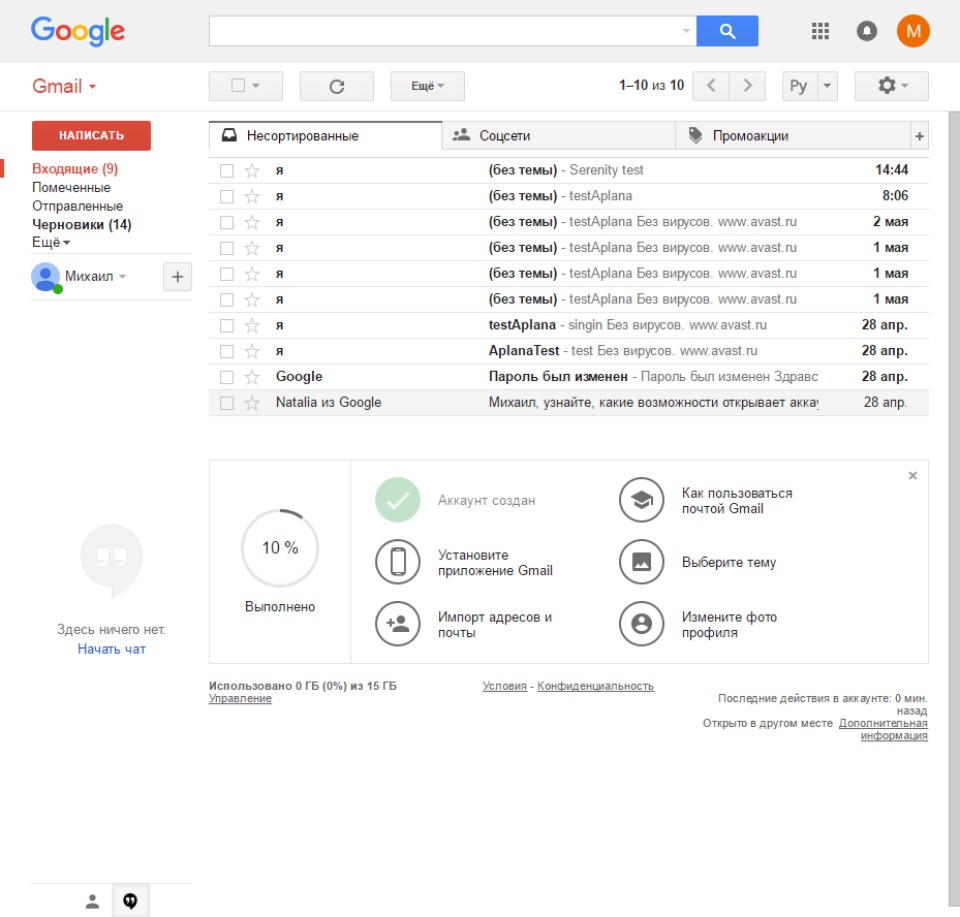 Google
M
Gmail
Ещё
1–10 из 10
Ру
НАПИСАТЬ
Входящие (9)
Помеченные
Отправленные
Черновики (14)
Ещё
Михаил
+
Несортированные
Соцсети
Промоакции
+
я (без темы) - Serenity test 14:44
я (без темы) - testAplana 8:06
я (без темы) - testAplana Без вирусов. www.avast.ru 2 мая
я (без темы) - testAplana Без вирусов. www.avast.ru 1 мая
я (без темы) - testAplana Без вирусов. www.avast.ru 1 мая
я (без темы) - testAplana Без вирусов. www.avast.ru 1 мая
я testAplana - singin Без вирусов. www.avast.ru 28 апр.
я AplanaTest - test Без вирусов. www.avast.ru 28 апр.
Google Пароль был изменен - Пароль был изменен Здравс 28 апр.
Natalia из Google Михаил, узнайте, какие возможности открывает акка 28 апр.
10 %
Выполнено
Аккаунт создан
Как пользоваться
почтой Gmail
Установите
приложение Gmail
Выберите тему
Импорт адресов и
почты
Измените фото
профиля
Здесь ничего нет.
Начать чат
Использовано 0 ГБ (0%) из 15 ГБ
Управление
Условия - Конфиденциальность
Последние действия в аккаунте: 0 мин.
назад
Открыто в другом месте Дополнительная
информация